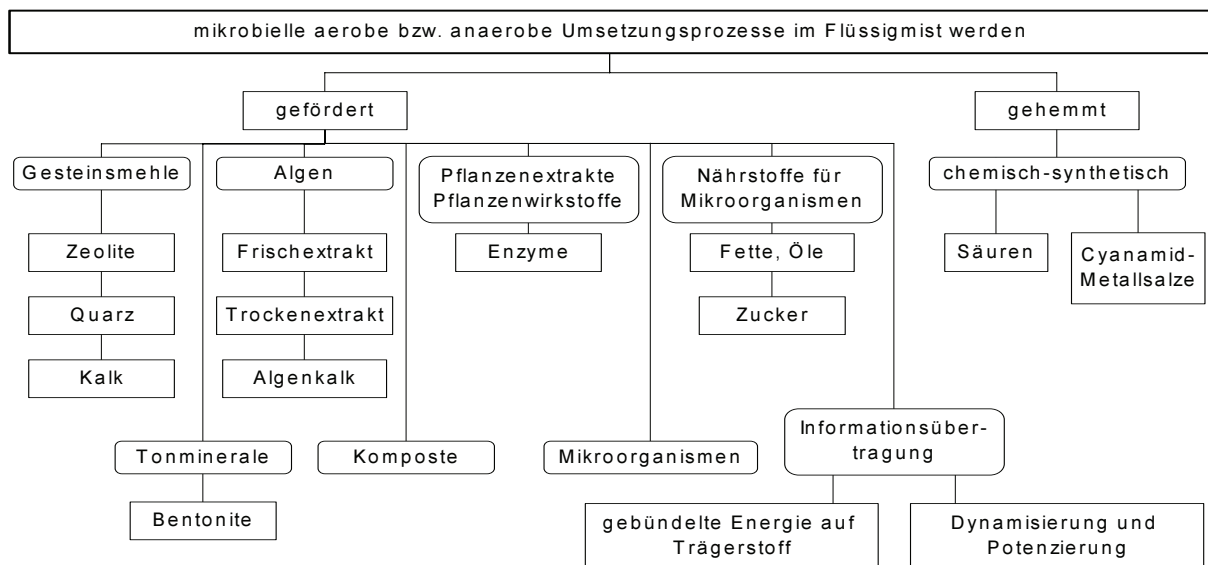 mikrobielle aerobe bzw. anaerobe Umsetzungsprozesse im Flüssigmist werden
gefördert
gehemmt
Gesteinsmehle
Algen
Pflanzenextrakte
Pflanzenwirkstoffe
Nährstoffe für
Mikroorganismen
chemisch-synthetisch
Zeolite
Frischextrakt
Enzyme
Fette, Öle
Säuren
Cyanamid-
Metallsalze
Quarz
Trockenextrakt
Zucker
Kalk
Algenkalk
Tonminerale
Komposte
Mikroorganismen
Informationsüber-
tragung
Bentonite
gebündelte Energie auf
Trägerstoff
Dynamisierung und
Potenzierung